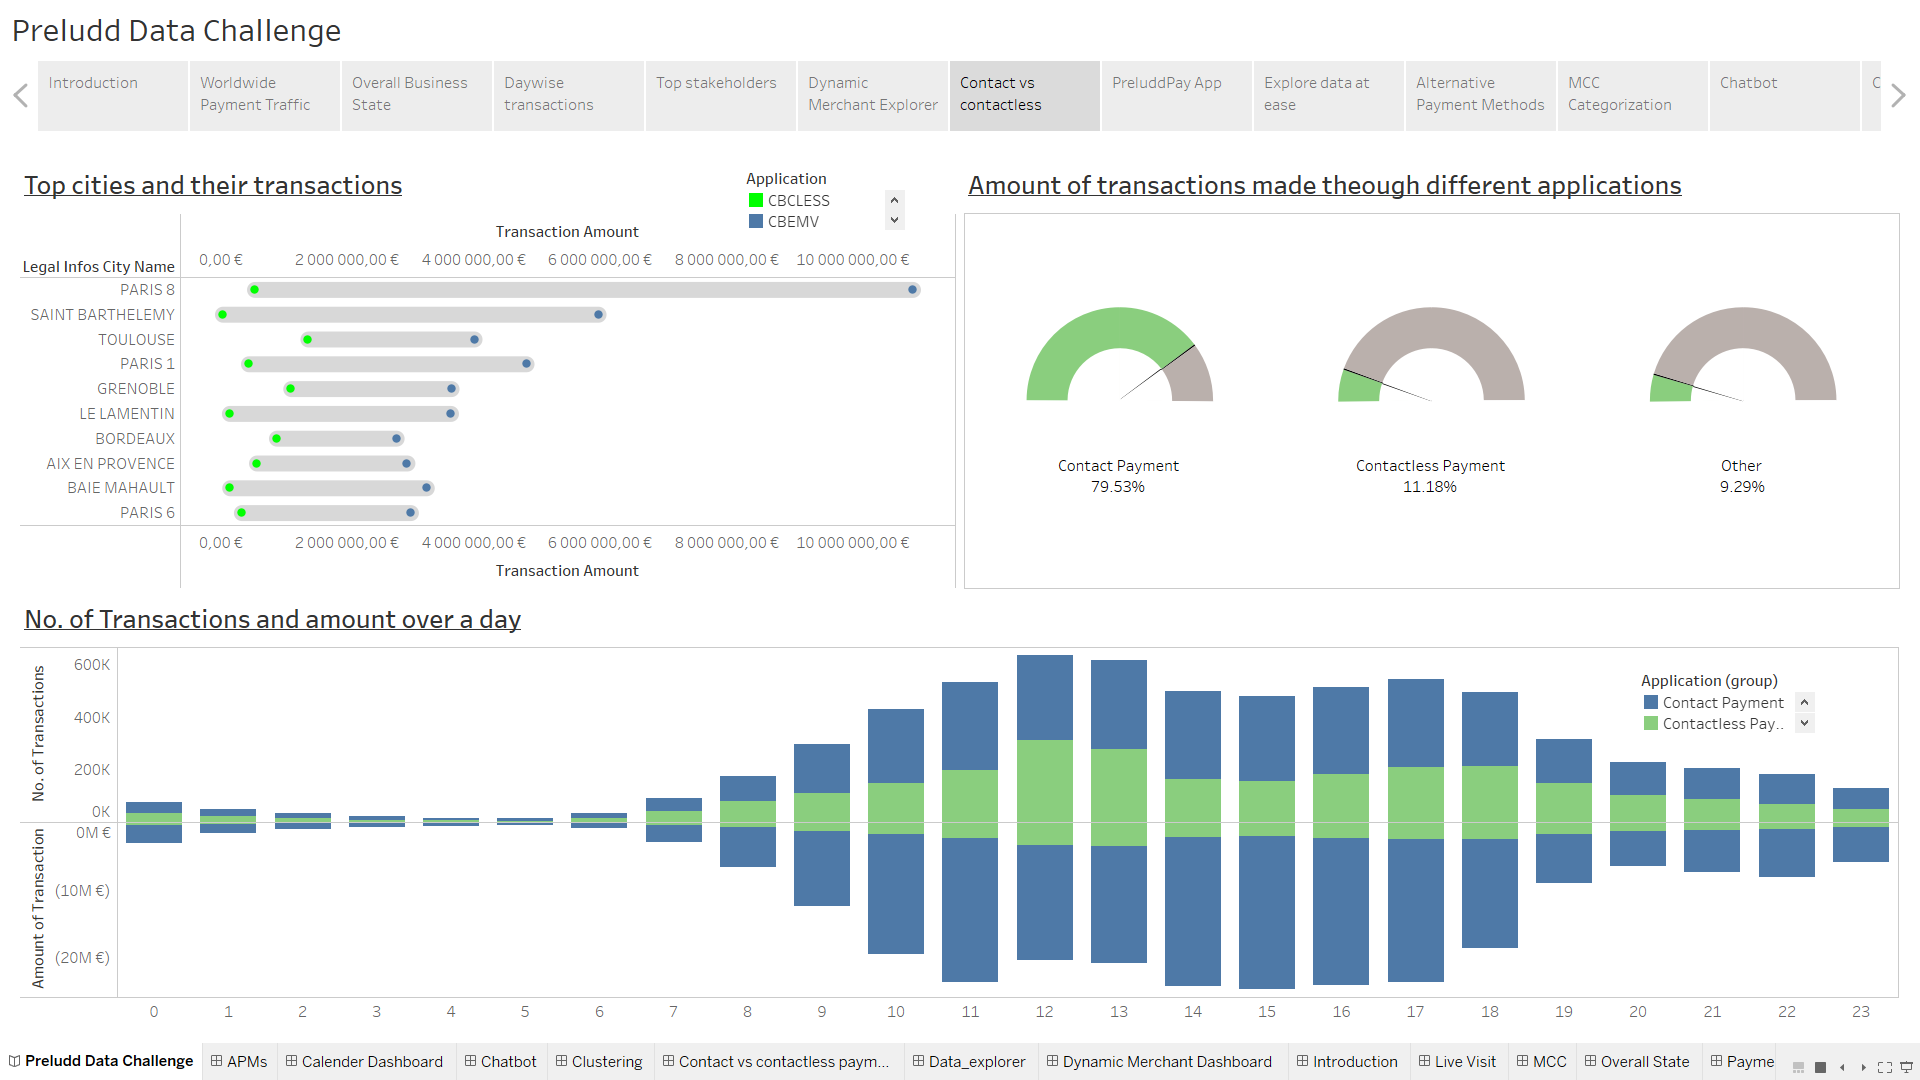 Preludd Data Challenge
Introduction
Worldwide
Payment Traffic
Overall Business
State
Daywise
transactions
Top stakeholders
Dynamic
Merchant Explorer
Contact vs
contactless
PreluddPay App
Explore data at
ease
Alternative
Payment Methods
MCC
Categorization
Chatbot
Top cities and their transactions
Application
CBCLESS
CBEMV
Transaction Amount
Legal Infos City Name
0,00 € 2 000 000,00 € 4 000 000,00 € 6 000 000,00 € 8 000 000,00 € 10 000 000,00 €
PARIS 8
SAINT BARTHELEMY
TOULOUSE
PARIS 1
GRENOBLE
LE LAMENTIN
BORDEAUX
AIX EN PROVENCE
BAIE MAHAULT
PARIS 6
0,00 € 2 000 000,00 € 4 000 000,00 € 6 000 000,00 € 8 000 000,00 € 10 000 000,00 €
Transaction Amount
Amount of transactions made theough different applications
Contact Payment
79.53%
Contactless Payment
11.18%
Other
9.29%
No. of Transactions and amount over a day
No. of Transactions
600K
400K
200K
0K
Amount of Transaction
0M €
(10M €)
(20M €)
Application (group)
Contact Payment
Contactless Pay..
0 1 2 3 4 5 6 7 8 9 10 11 12 13 14 15 16 17 18 19 20 21 22 23
Preludd Data Challenge
APMs
Calender Dashboard
Chatbot
Clustering
Contact vs contactless paym...
Data_explorer
Dynamic Merchant Dashboard
Introduction
Live Visit
MCC
Overall State
Payme